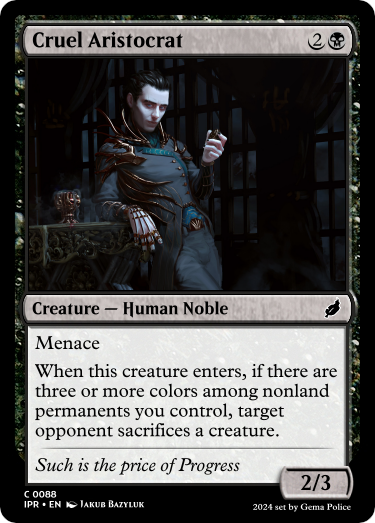 Cruel Aristocrat 2
Creature — Human Noble
Menace
When this creature enters, if there are
three or more colors among nonland
permanents you control, target
opponent sacrifices a creature.
Such is the price of Progress
2/3
C 0088
IPR • EN Jakub Bazyluk
2024 set by Gema Police